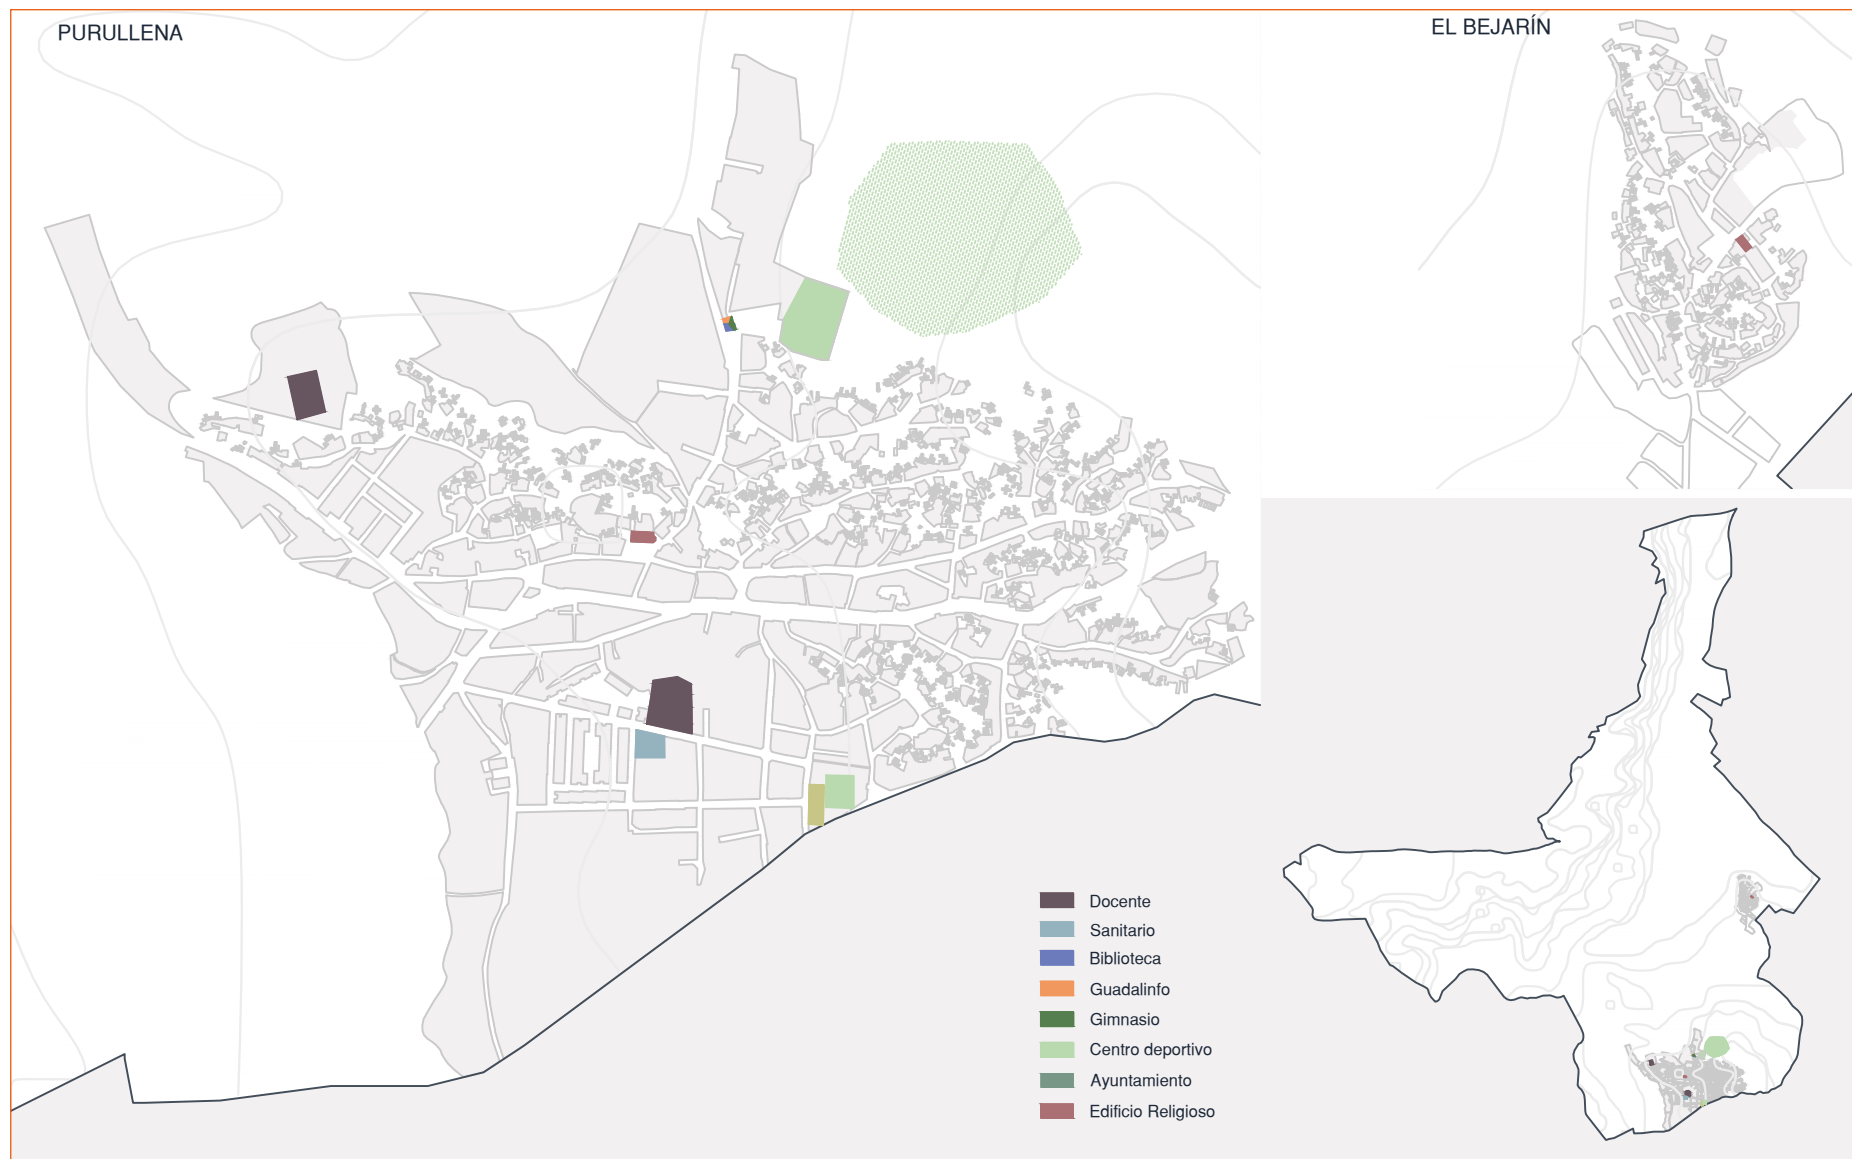 PURULLENA
EL BEJARÍN
Docente
Sanitario
Biblioteca
Guadalinfo
Gimnasio
Centro deportivo
Ayuntamiento
Edificio Religioso